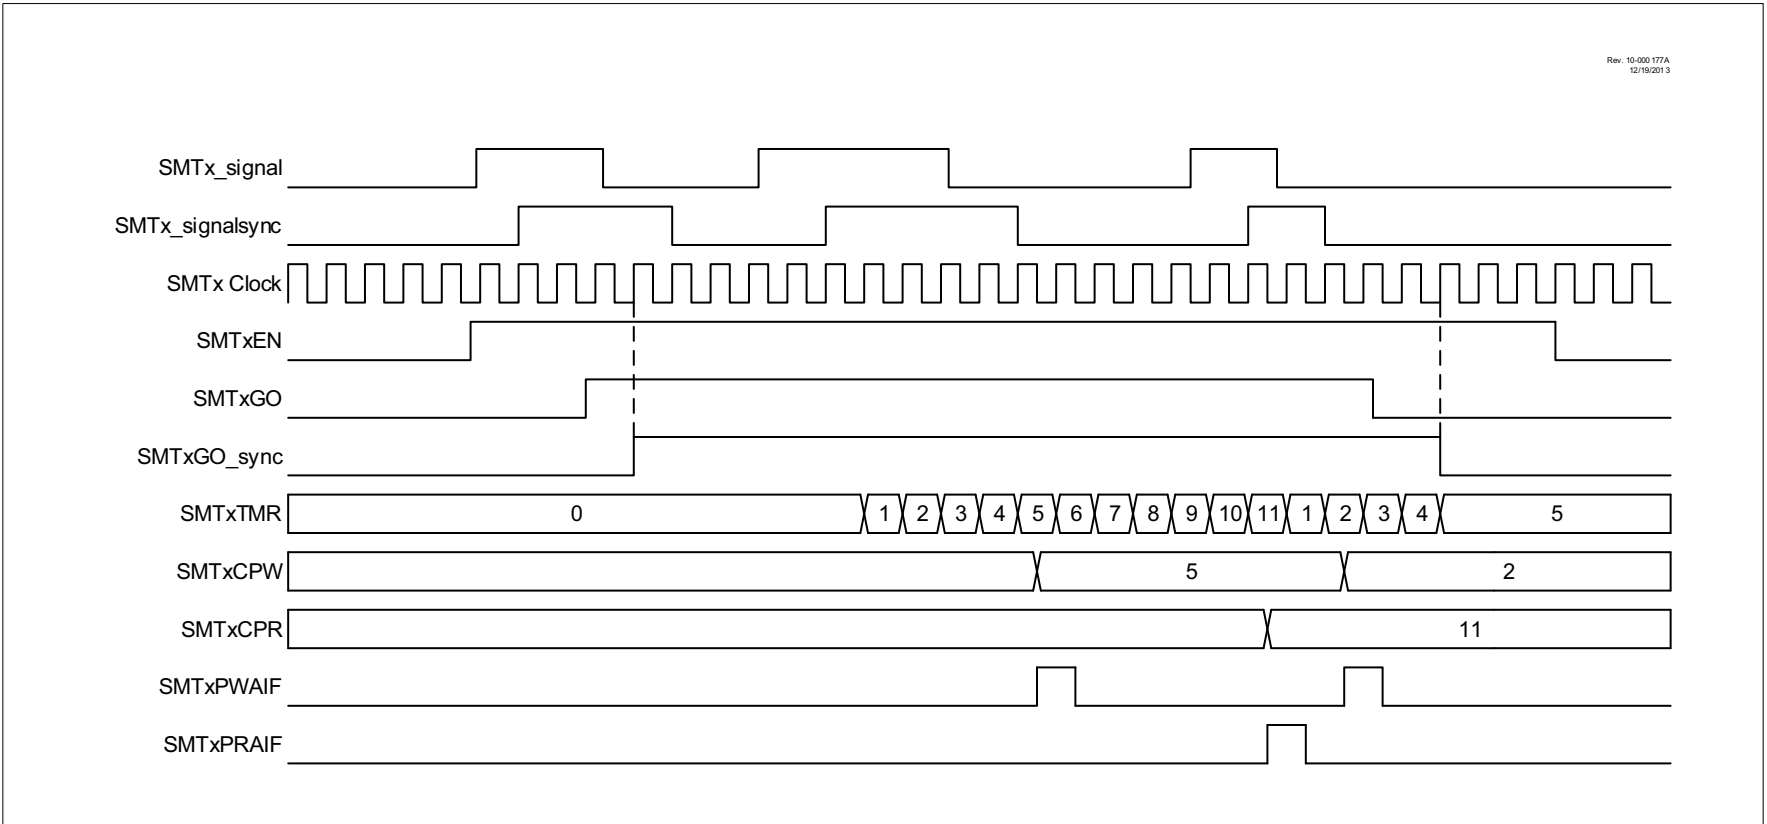 Rev. 10-000 177A
12/19/201 3
SMTx_signal
SMTx_signalsync
SMTx Clock
SMTxEN
SMTxGO
SMTxGO_sync
SMTxTMR 0 1 2 3 4 5 6 7 8 9 10 11 1 2 3 4 5
SMTxCPW 5 2
SMTxCPR 11
SMTxPWAIF
SMTxPRAIF